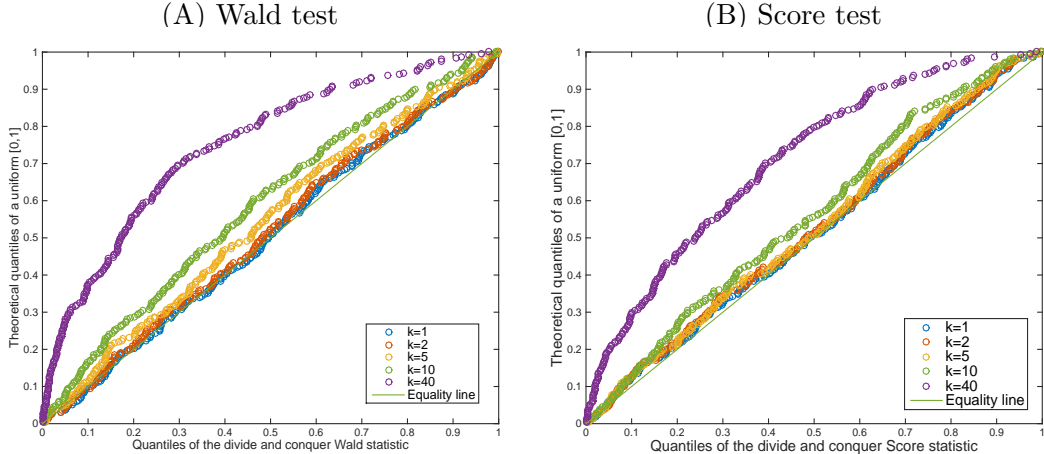 (A) Wald test
(B) Score test
Theoretical quantiles of a uniform [0,1]
1
0.9
0.8
0.7
0.6
0.5
0.4
0.3
0.2
0.1
0
k=1
k=2
k=5
k=10
k=40
Equality line
0 0.1 0.2 0.3 0.4 0.5 0.6 0.7 0.8 0.9 1
Quantiles of the divide and conquer Wald statistic
Theoretical quantiles of a uniform [0,1]
1
0.9
0.8
0.7
0.6
0.5
0.4
0.3
0.2
0.1
0
k=1
k=2
k=5
k=10
k=40
Equality line
0 0.1 0.2 0.3 0.4 0.5 0.6 0.7 0.8 0.9 1
Quantiles of the divide and conquer Score statistic